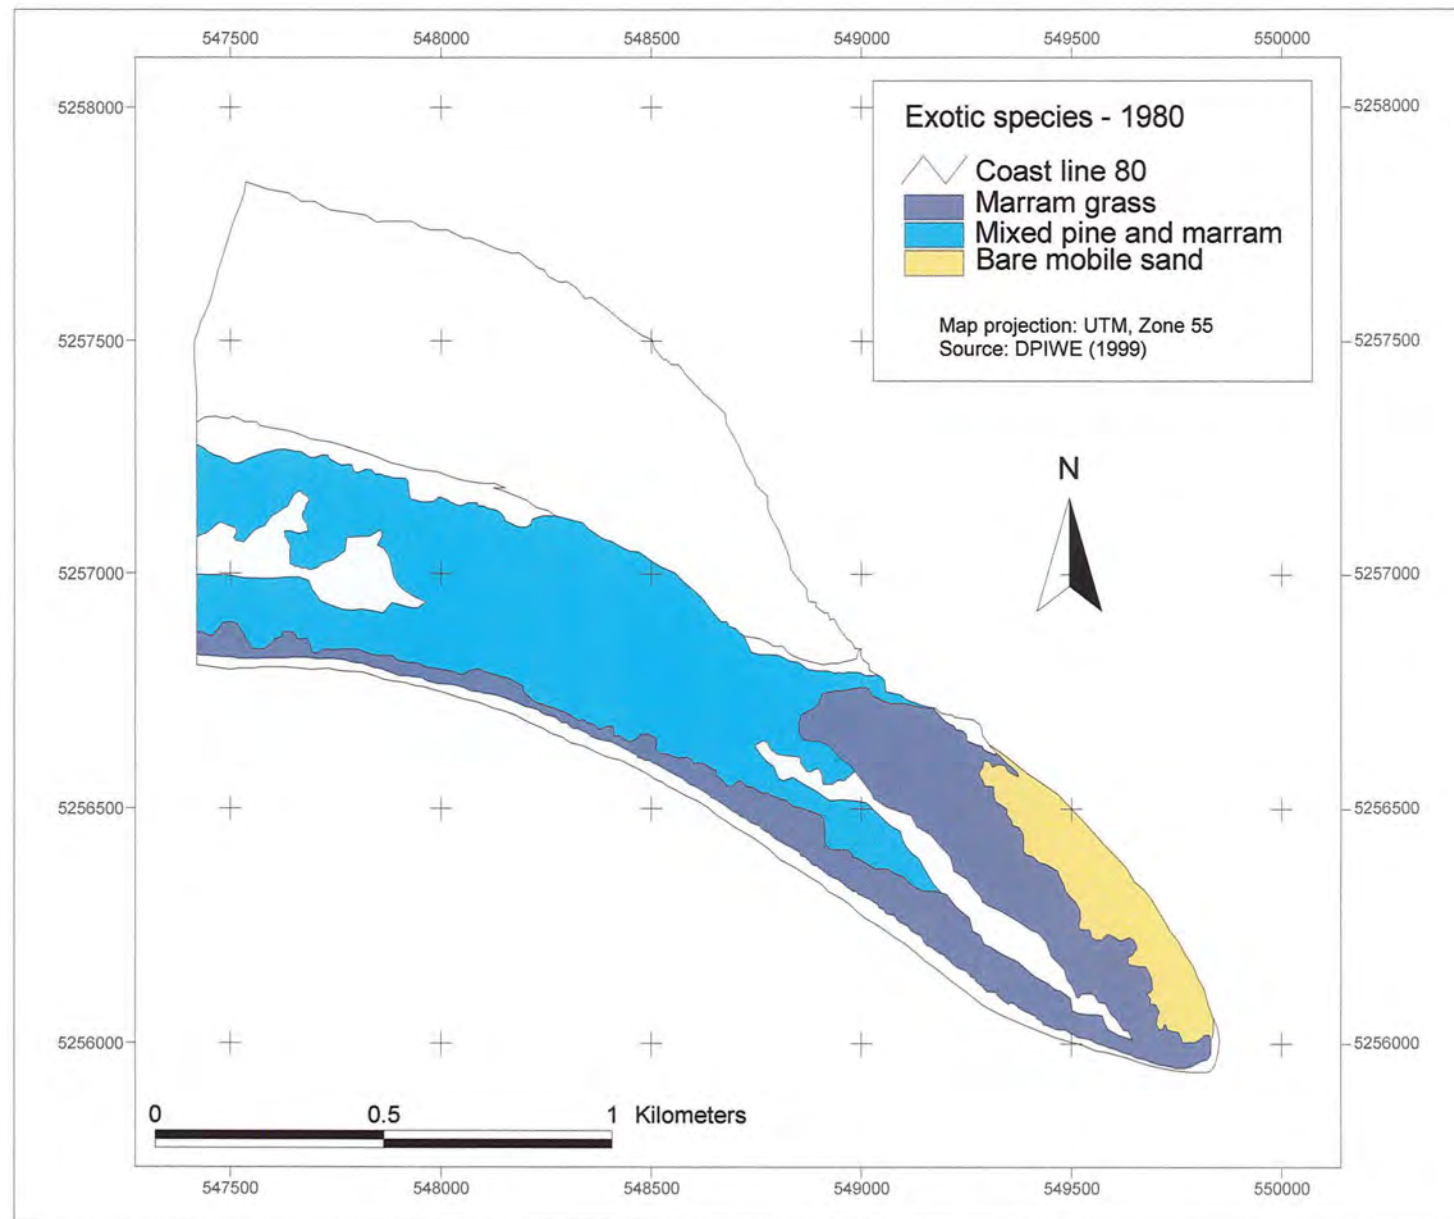 547500 548000 548500 549000 549500 550000
5258000 5258000
Exotic species - 1980
Coast line 80
Marram grass
Mixed pine and marram
Bare mobile sand
Map projection: UTM, Zone 55
Source: DPIWE (1999)
5257500 5257500
N
5257000 5257000
5256500 5256500
5256000 5256000
0 0.5 1 Kilometers
547500 548000 548500 549000 549500 550000